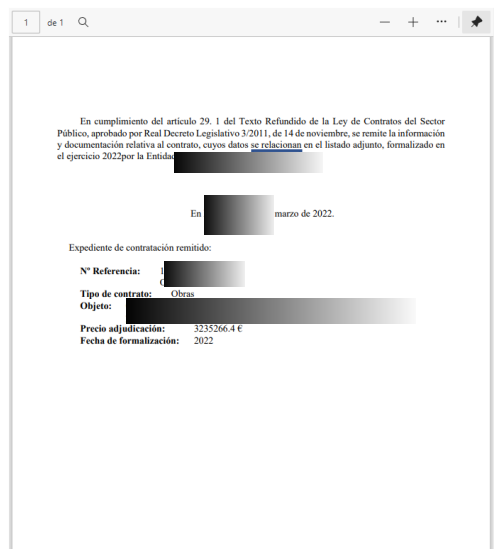 1 de 1
En cumplimiento del artículo 29. 1 del Texto Refundido de la Ley de Contratos del Sector
Público, aprobado por Real Decreto Legislativo 3/2011, de 14 de noviembre, se remite la información
y documentación relativa al contrato, cuyos datos se relacionan en el listado adjunto, formalizado en
el ejercicio 2022por la Entidad
En marzo de 2022.
Expediente de contratación remitido:
Nº Referencia: 1
Tipo de contrato: Obras
Objeto:
Precio adjudicación: 3235266.4 €
Fecha de formalización: 2022